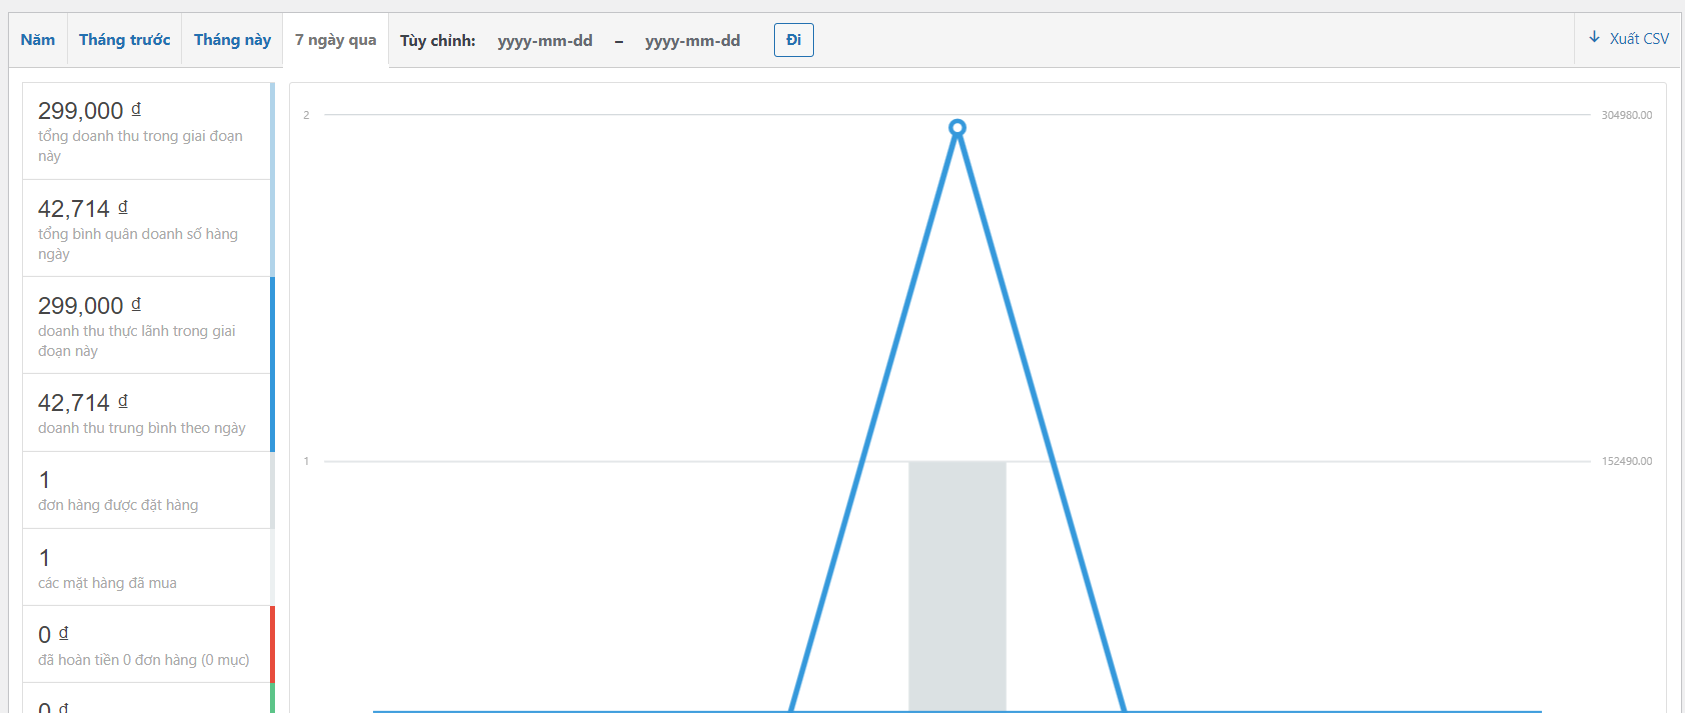 Năm Tháng trước Tháng này 7 ngày qua Tùy chỉnh: yyyy-mm-dd – yyyy-mm-dd Đi Xuất CSV
299,000 ₫
tổng doanh thu trong giai đoạn
này
42,714 ₫
tổng bình quân doanh số hàng
ngày
299,000 ₫
doanh thu thực lãnh trong giai
đoạn này
42,714 ₫
doanh thu trung bình theo ngày
1
đơn hàng được đặt hàng
1
các mặt hàng đã mua
0 ₫
đã hoàn tiền 0 đơn hàng (0 mục)
0 ₫
2
304980.00
1
152490.00